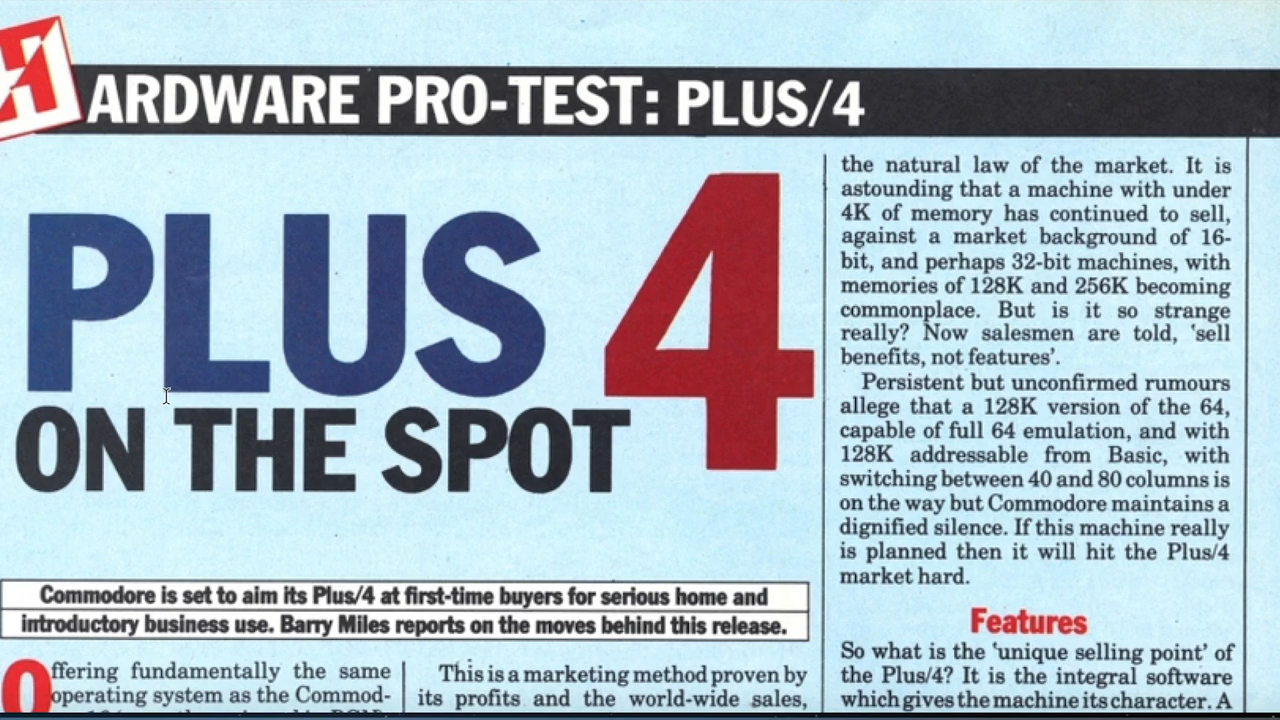 HARDWARE PRO-TEST: PLUS/4
PLUS 4
ON THE SPOT
Commodore is set to aim its Plus/4 at first-time buyers for serious home and
introductory business use. Barry Miles reports on the moves behind this release.
Offering fundamentally the same
operating system as the Commod-
This is a marketing method proven by
its profits and the world-wide sales,
the natural law of the market. It is
astounding that a machine with under
4K of memory has continued to sell,
against a market background of 16-
bit, and perhaps 32-bit machines, with
memories of 128K and 256K becoming
commonplace. But is it so strange
really? Now salesmen are told, 'sell
benefits, not features'.
Persistent but unconfirmed rumours
allege that a 128K version of the 64,
capable of full 64 emulation, and with
128K addressable from Basic, with
switching between 40 and 80 columns is
on the way but Commodore maintains a
dignified silence. If this machine really
is planned then it will hit the Plus/4
market hard.
Features
So what is the 'unique selling point' of
the Plus/4? It is the integral software
which gives the machine its character. A